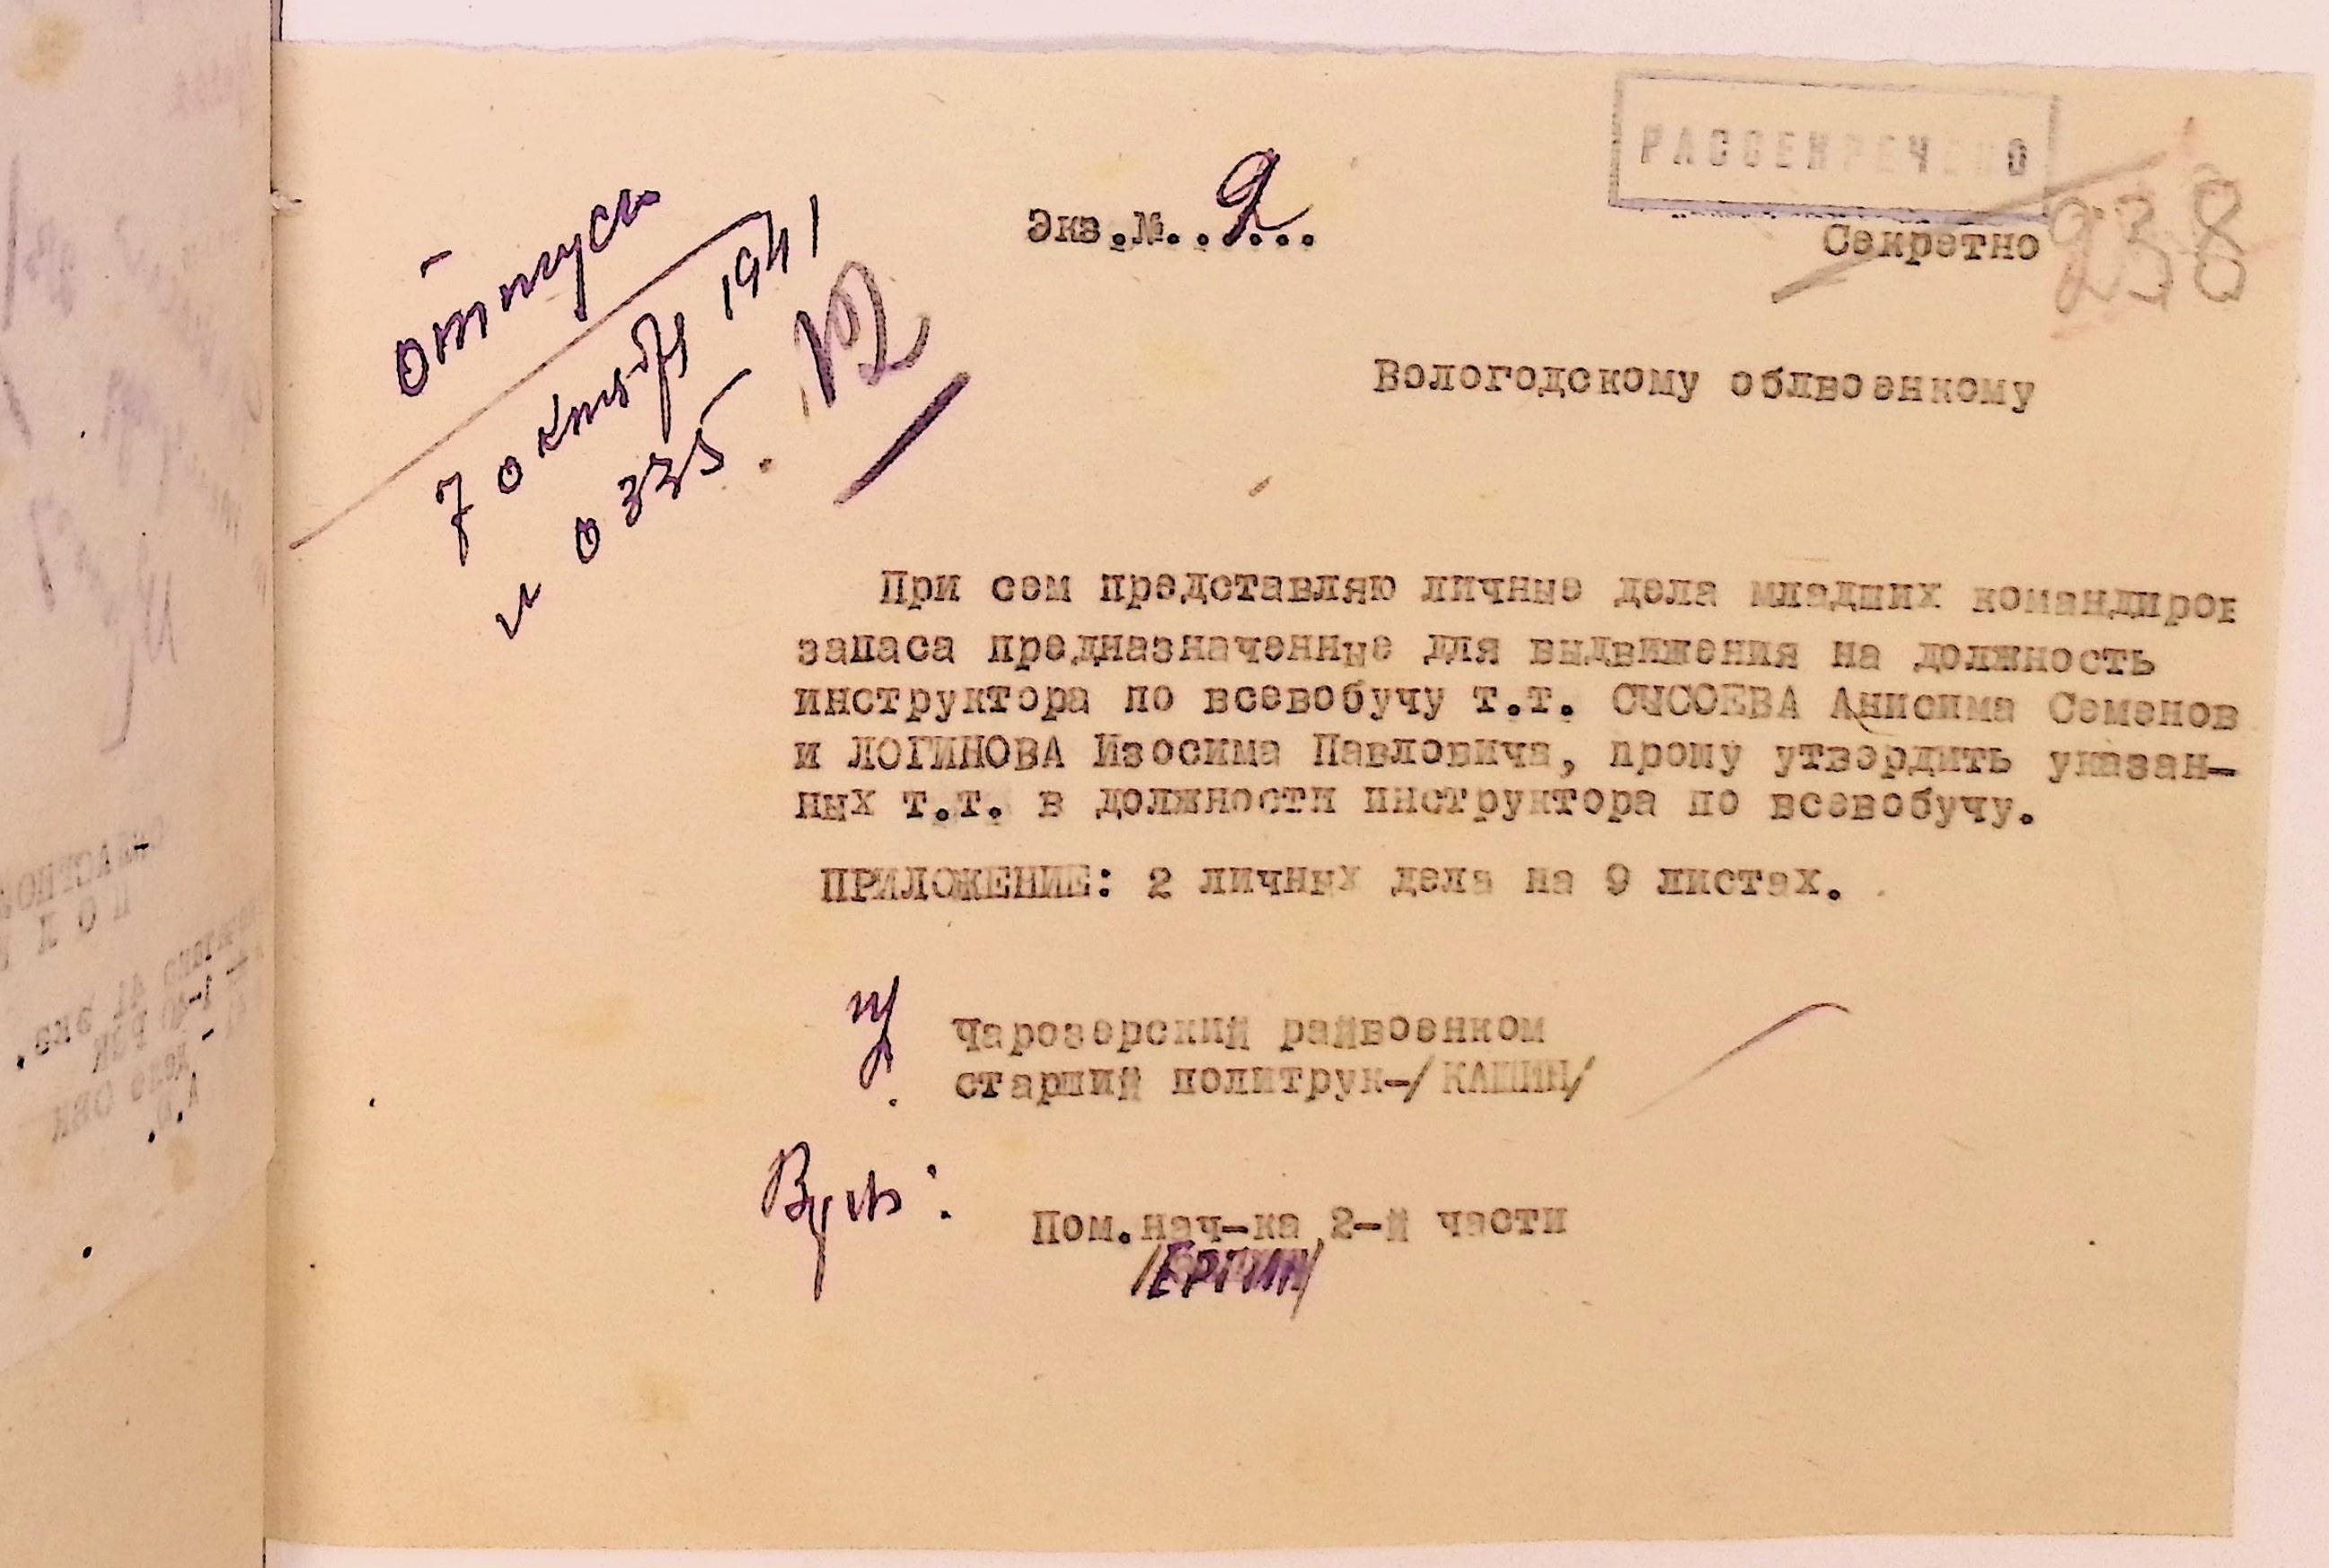 РАССЕКРЕЧЕНО
Экз.№..2...
Секретно
238
отпуск
7 октября 1941
0335
Вологодскому облвоенкому
При сем представляю личные дела младших командиров
запаса предназначенные для выдвижения на должность
инструктора по всевобучу т.т. СЫСОЕВА Анисима Семенов
и ЛОГИНОВА Изосима Павловича, прошу утвердить указан-
ных т.т. в должности инструктора по всевобучу.
ПРИЛОЖЕНИЕ: 2 личных дела на 9 листах.
чарозерский райвоенком
старший политрук-/КАШИН/
Пом.нач-ка 2-й части